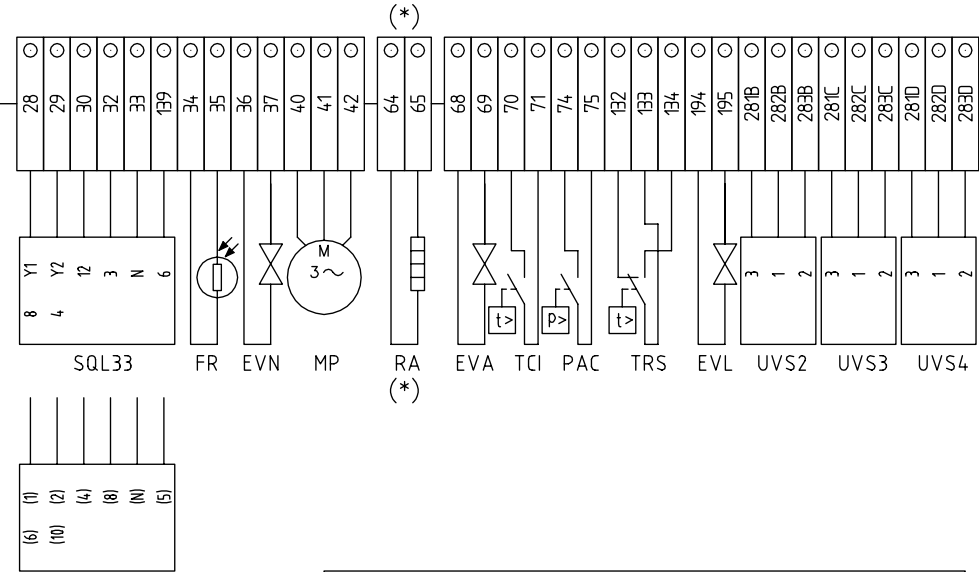 (*)
28 29 30 32 33 139 34 35 36 37 40 41 42 64 65 68 69 70 71 74 75 132 133 134 194 195 281B 282B 283B 281C 282C 283C 281D 282D 283D
Y1 Y2 12 3 N 6 M 3 1 2 3 1 2 3 1 2
3~
8 4 t> p> t>
SQL33 FR EVN MP RA EVA TCI PAC TRS EVL UVS2 UVS3 UVS4
(*)
(1) (2) (4) (8) (N) (5)
(6) (10)